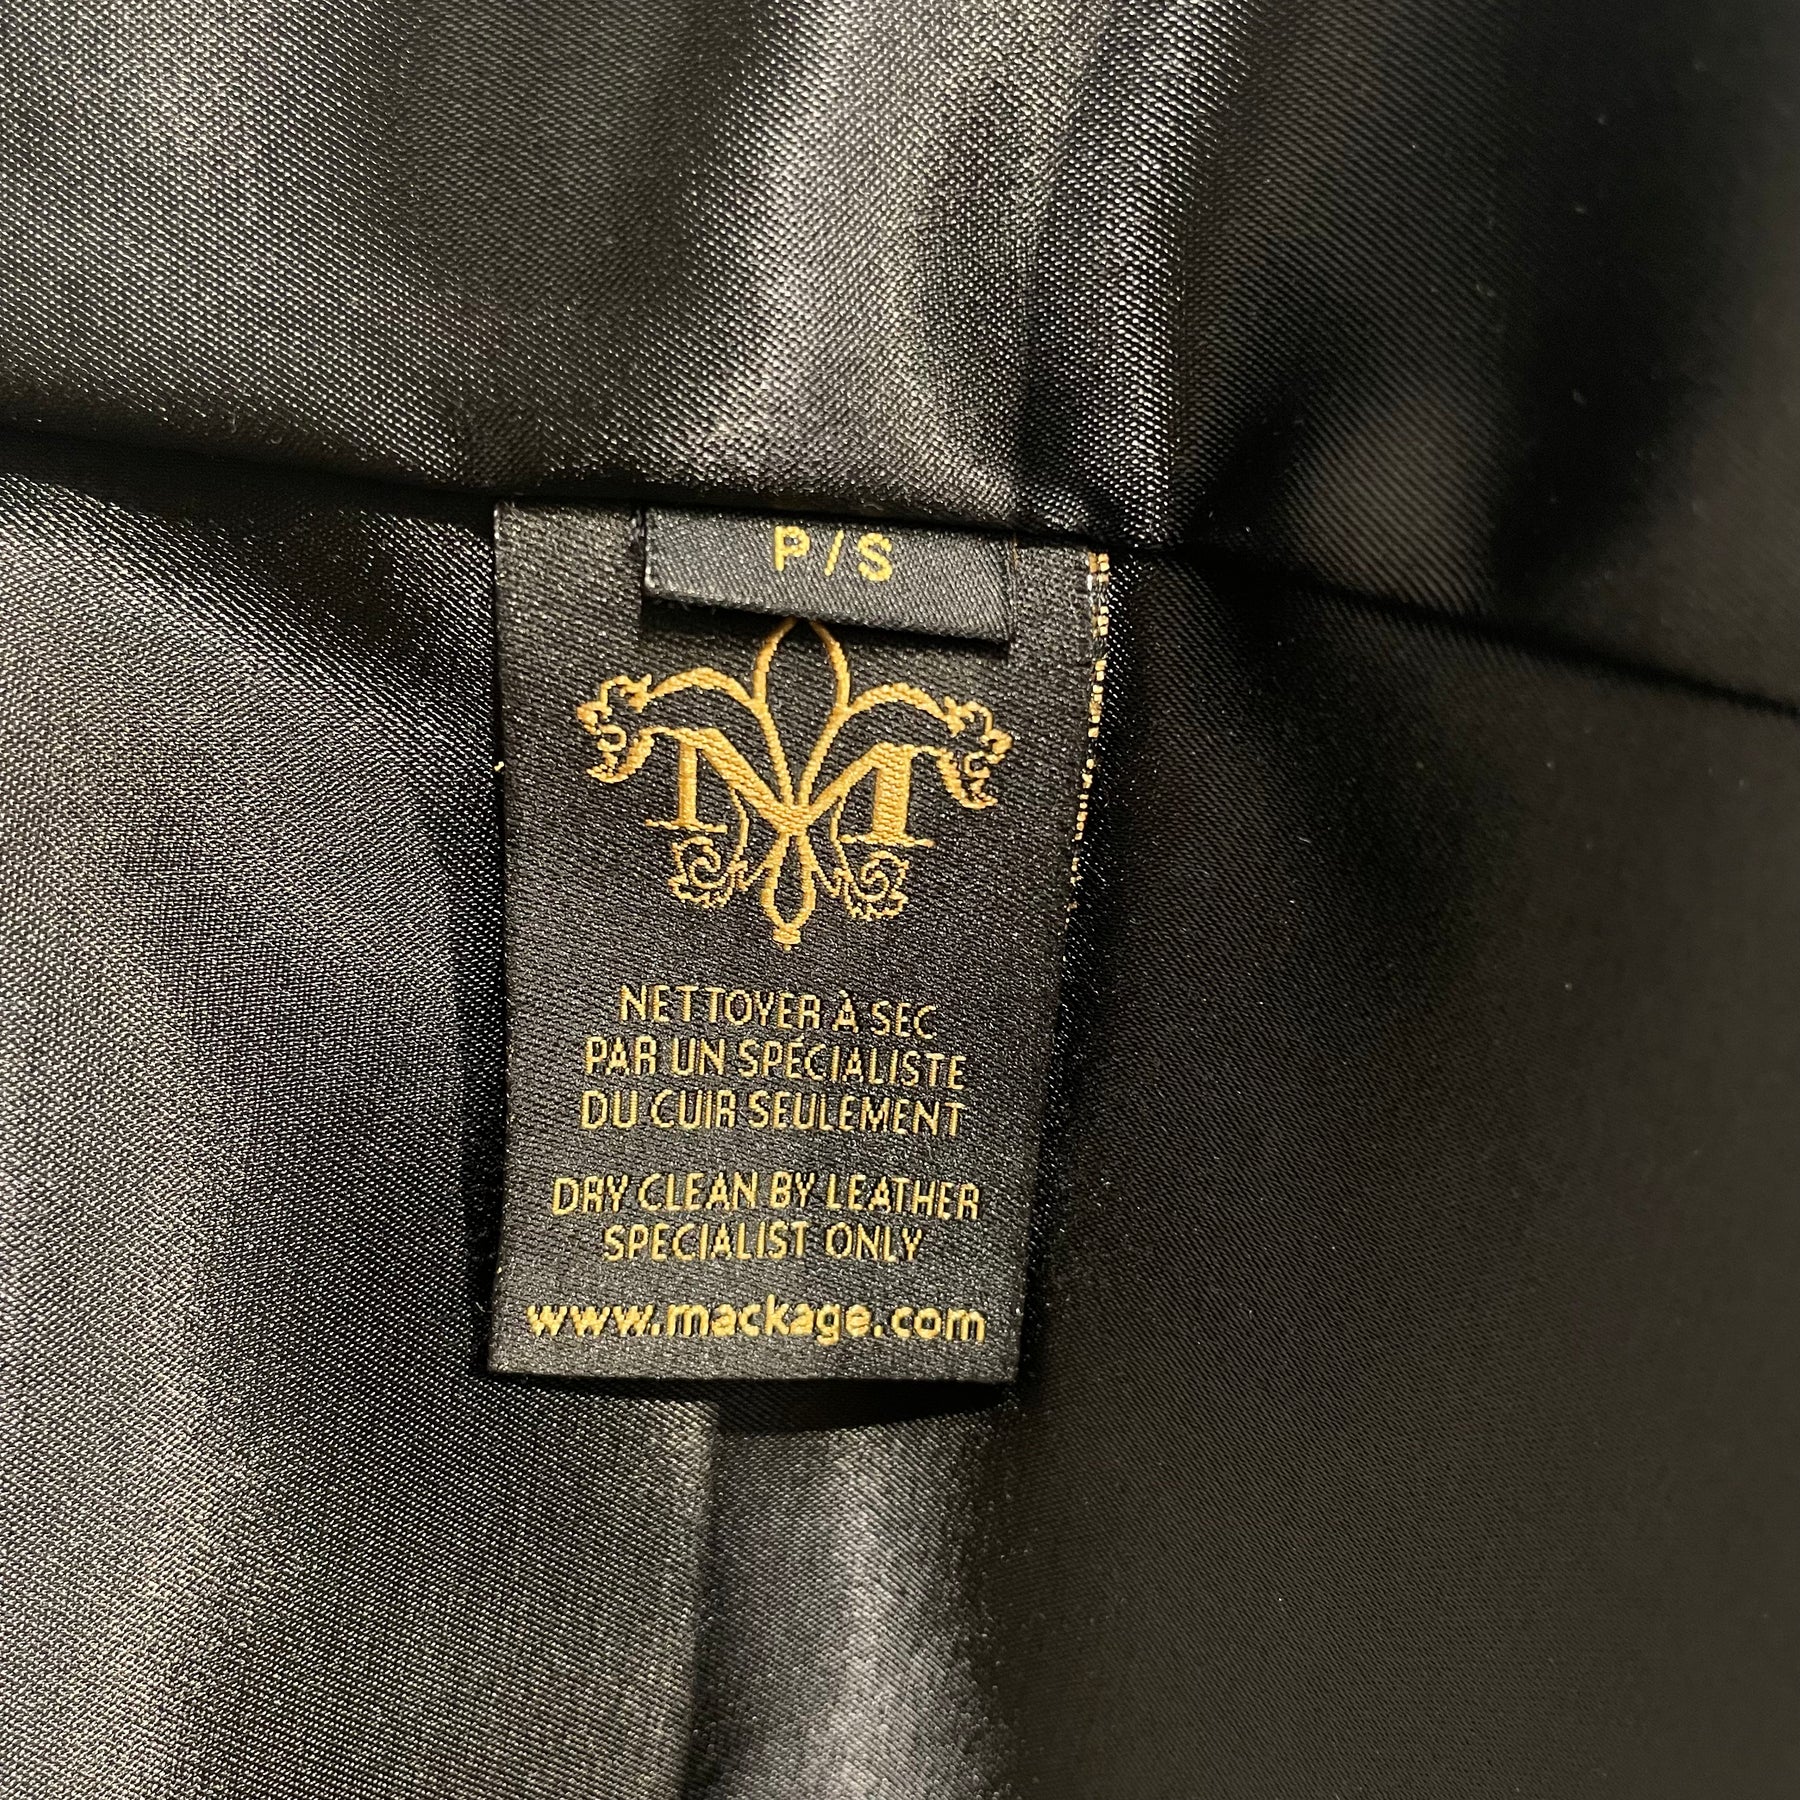 P/S
M
NETTOYER À SEC
PAR UN SPÉCIALISTE
DU CUIR SEULEMENT
DRY CLEAN BY LEATHER
SPECIALIST ONLY
www.mackage.com